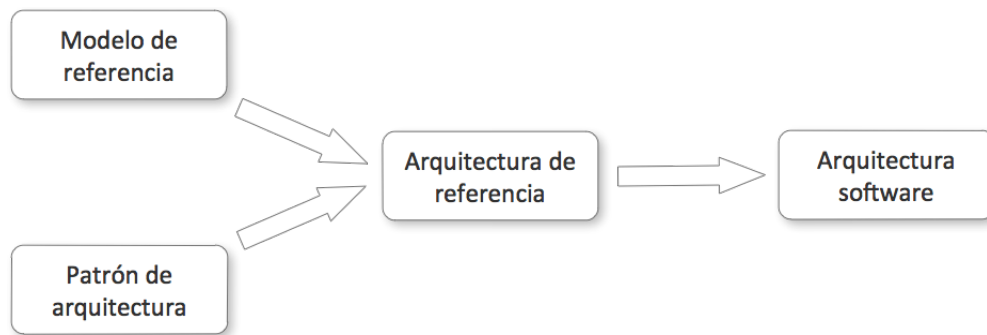 Modelo de
referencia
Arquitectura de
referencia
Arquitectura
software
Patrón de
arquitectura